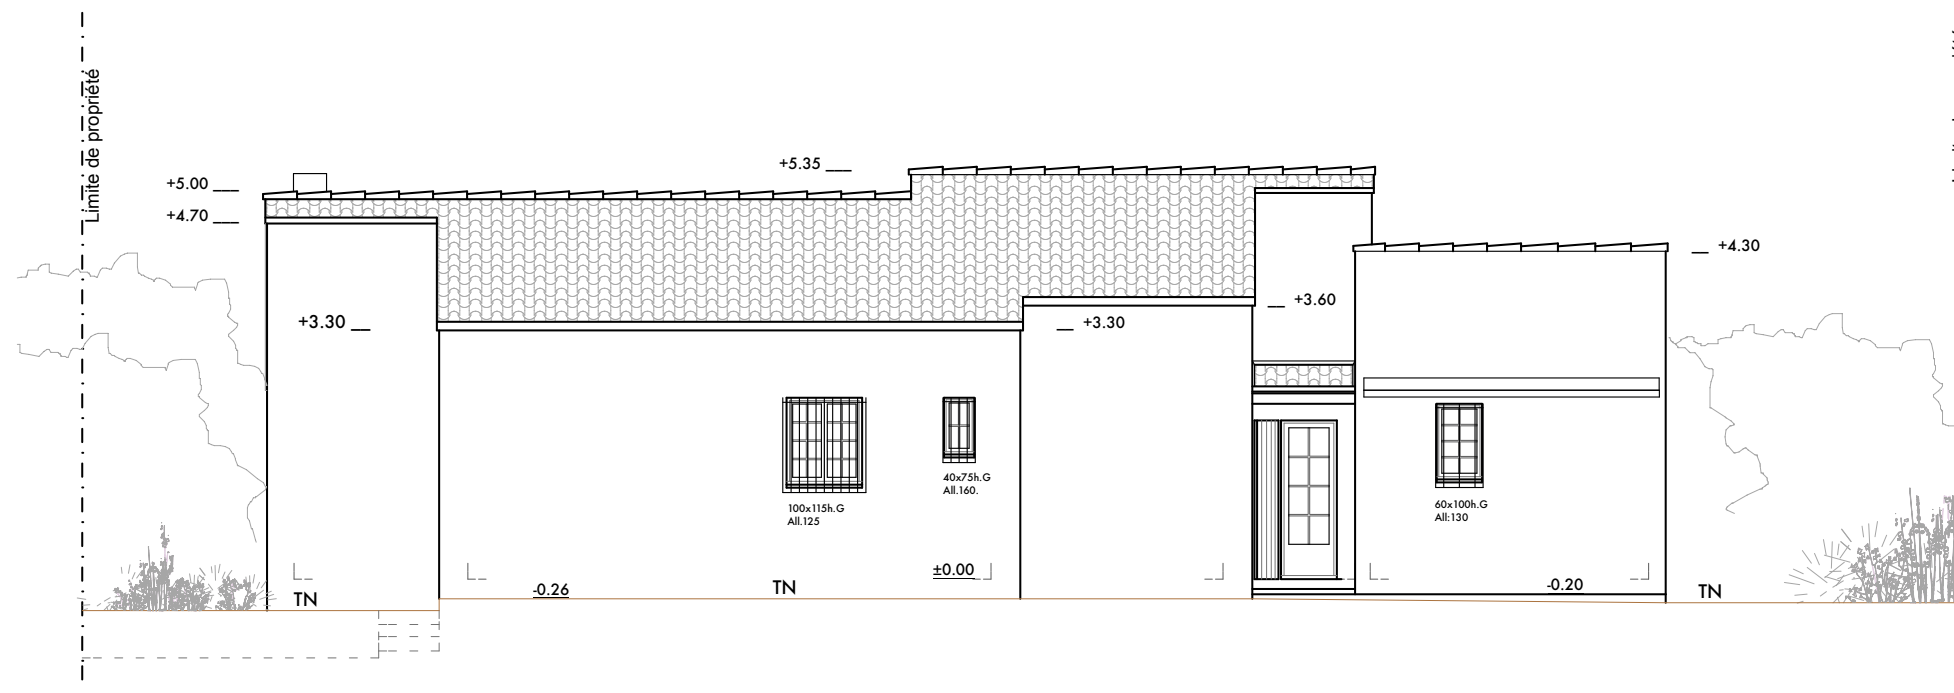 Limite de propriété
+5.35
+5.00
+4.70
+4.30
+3.60
+3.30
+3.30
40x75h.G
All.160.
100x115h.G
All.125
60x100h.G
All:130
±0.00
-0.26
TN
-0.20
TN
TN